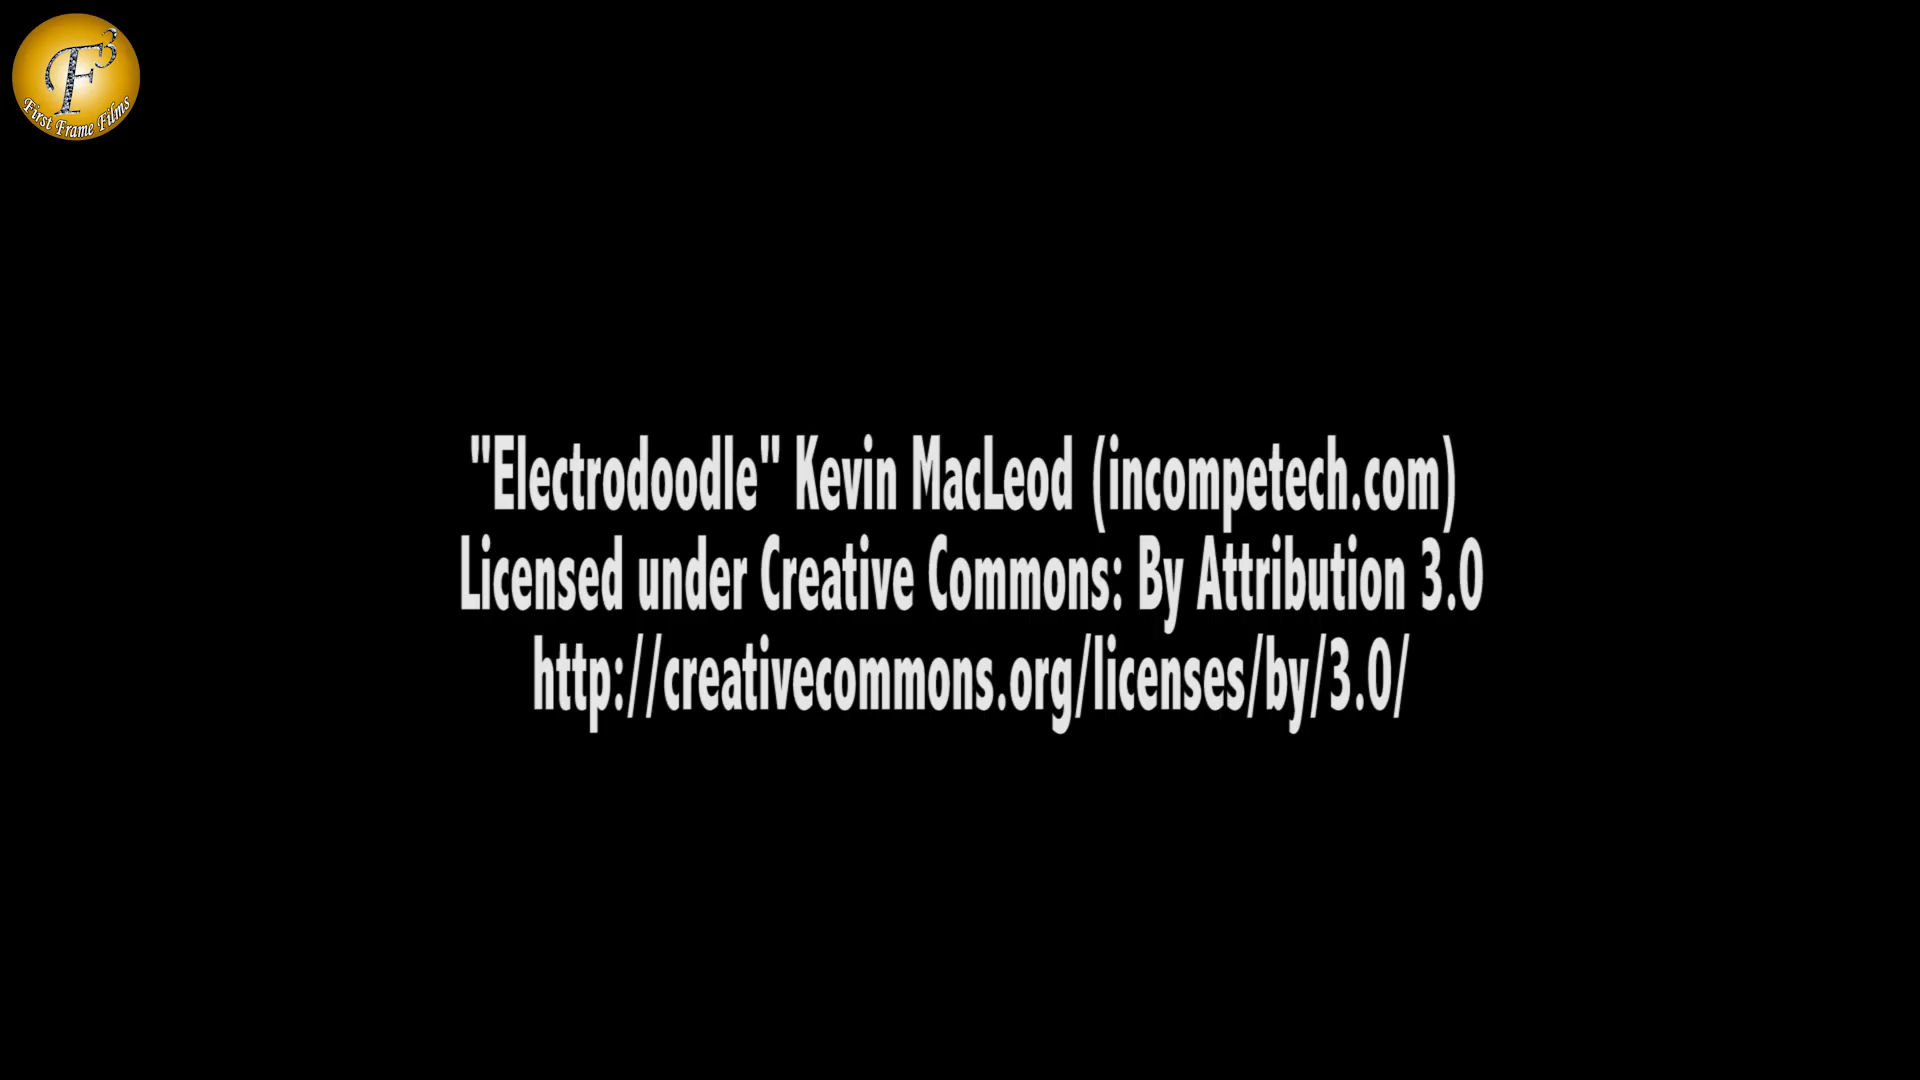 F3
First Frame Films
"Electrodoodle" Kevin MacLeod (incompetech.com)
Licensed under Creative Commons: By Attribution 3.0
http://creativecommons.org/licenses/by/3.0/